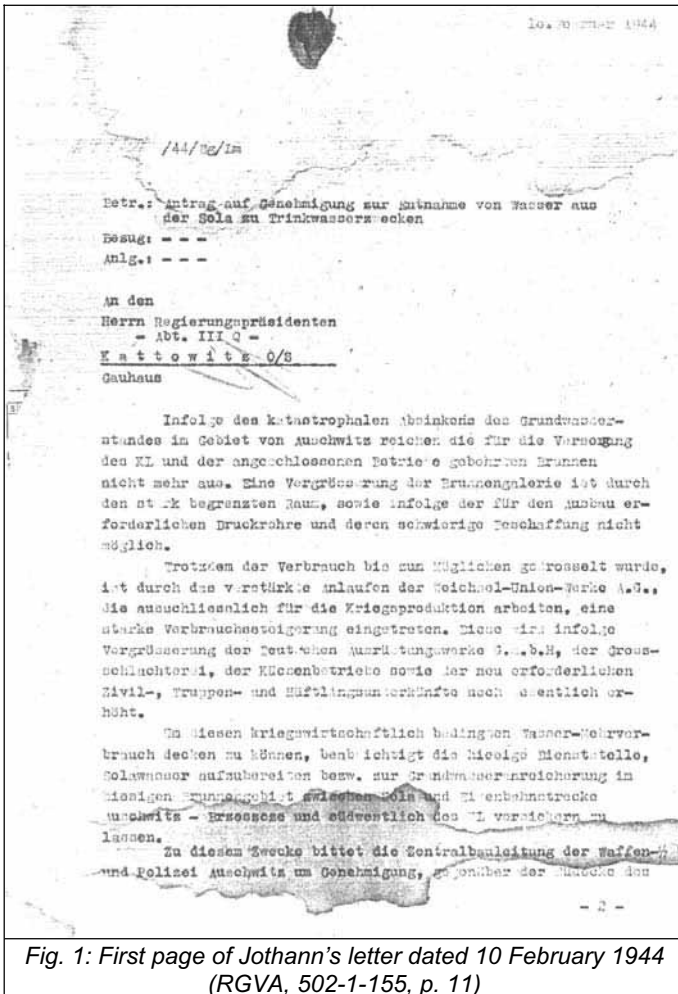 10. Februar 1944
/44/Eg/Lm
Betr.: Antrag auf Genehmigung zur Entnahme von Wasser aus
der Sola zu Trinkwasserzwecken
Bezug: - - -
Anlg.: - - -
An den
Herrn Regierungspräsidenten
- Abt. III Q -
Kattowitz O/S
Gauhaus
Infolge des katastrophalen Absinkens des Grundwasser-
standes im Gebiet von Auschwitz reichen die für die Versorgung
des KL und der angeschlossenen Betriebe gebohrten Brunnen
nicht mehr aus. Eine Vergrösserung der Brunnengalerie ist durch
den stark begrenzten Raum, sowie infolge der für den Ausbau er-
forderlichen Druckrohre und deren schwierige Beschaffung nicht
möglich.
Trotzdem der Verbrauch bis zum Möglichen gedrosselt wurde,
ist durch das verstärkte Anlaufen der Weichsel-Union-Werke A.G.,
die ausschliesslich für die Kriegsproduktion arbeiten, eine
starke Verbrauchssteigerung eingetreten. Diese wird infolge
Vergrösserung der Deutschen Ausrüstungswerke G.m.b.H, der Gross-
schlachterei, der Küchenbetriebe sowie der neu erforderlichen
Zivil-, Truppen- und Häftlingsunterkünfte noch wesentlich er-
höht.
Um diesen kriegswirtschaftlich bedingten Wasser-Mehrver-
brauch decken zu können, beabsichtigt die hiesige Dienststelle,
Solawasser aufzubereiten bezw. zur Grundwasseranreicherung im
hiesigen Brunnengebiet zwischen Sola und Eisenbahnstrecke
Auschwitz - und südwestlich des KL versickern zu
lassen.
Zu diesem Zwecke bittet die Zentralbauleitung der Waffen-ᛋᛋ
und Polizei Auschwitz um Genehmigung, gegenüber der Südecke des
- 2 -
Fig. 1: First page of Jothann's letter dated 10 February 1944
(RGVA, 502-1-155, p. 11)